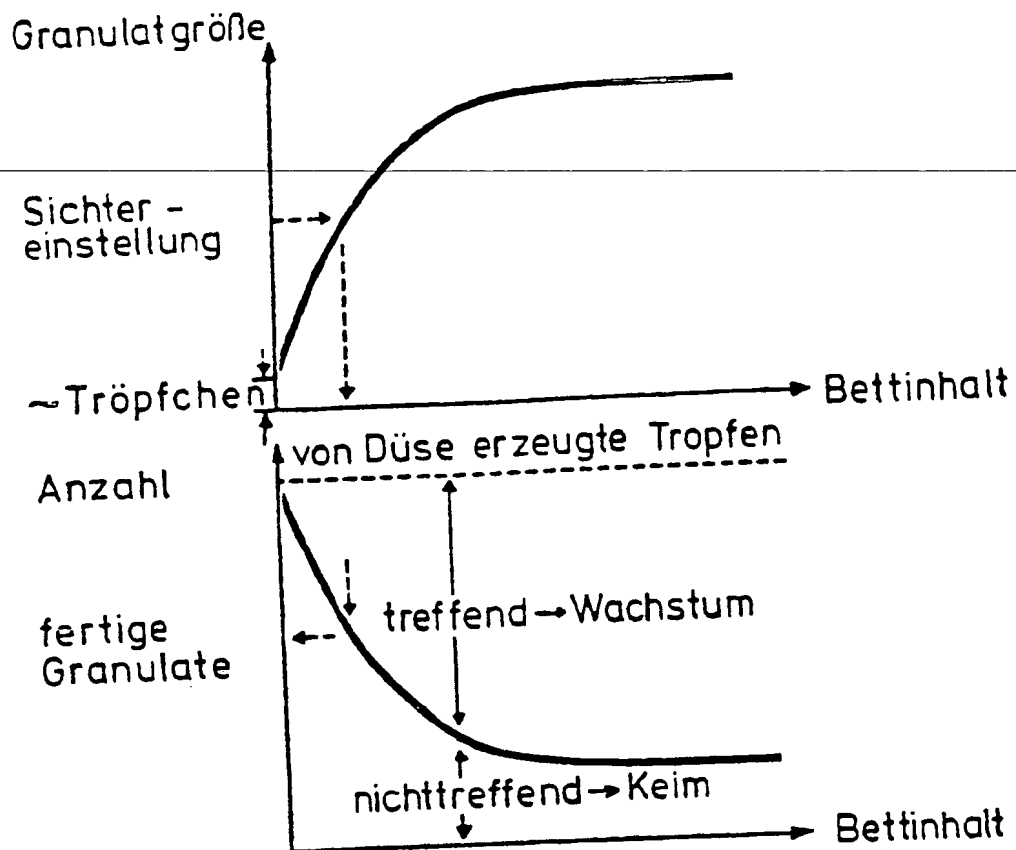 Granulatgröße
Sichter-
einstellung
~Tröpfchen
Bettinhalt
von Düse erzeugte Tropfen
Anzahl
treffend→Wachstum
fertige
Granulate
nichttreffend→Keim
Bettinhalt